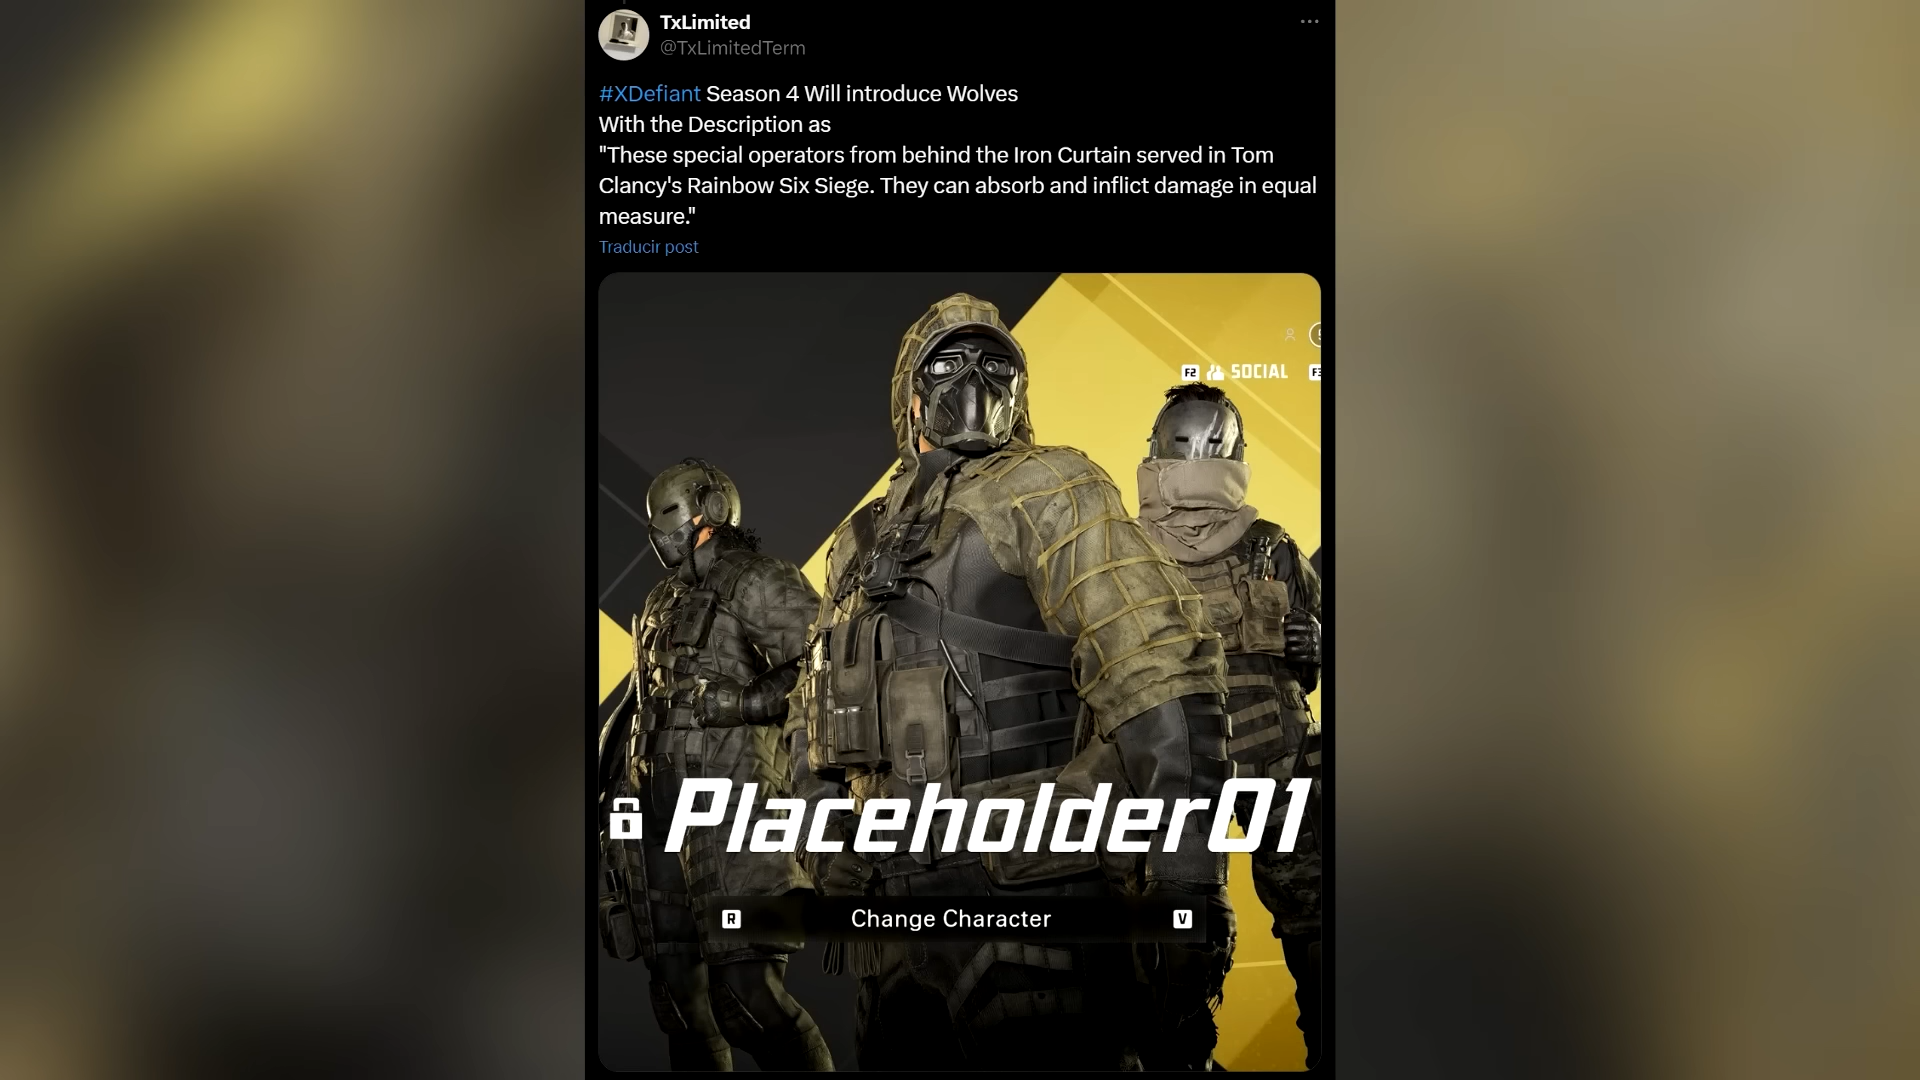 TxLimited
@TxLimitedTerm
#XDefiant Season 4 Will introduce Wolves
With the Description as
"These special operators from behind the Iron Curtain served in Tom
Clancy's Rainbow Six Siege. They can absorb and inflict damage in equal
measure."
Traducir post
F2 SOCIAL F3
Placeholder01
R Change Character V